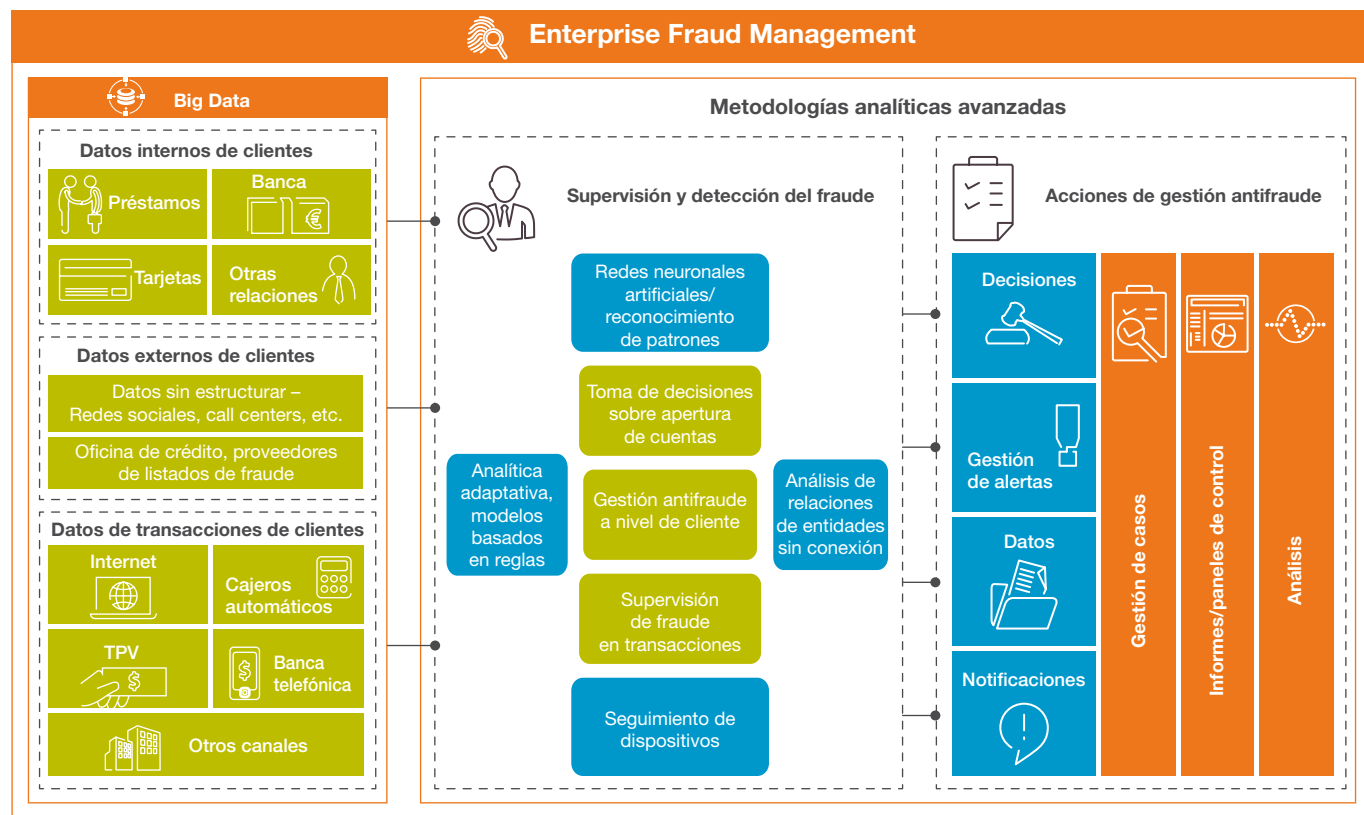 Enterprise Fraud Management
Big Data
Datos internos de clientes
Préstamos
Banca
€
Tarjetas
Otras
relaciones
Datos externos de clientes
Datos sin estructurar –
Redes sociales, call centers, etc.
Oficina de crédito, proveedores
de listados de fraude
Datos de transacciones de clientes
Internet
Cajeros
automáticos
TPV
$
Banca
telefónica
$
Otros canales
Metodologías analíticas avanzadas
Supervisión y detección del fraude
Redes neuronales
artificiales/
reconocimiento
de patrones
Toma de decisiones
sobre apertura
de cuentas
Analítica
adaptativa,
modelos
basados
en reglas
Gestión antifraude
a nivel de cliente
Análisis de
relaciones
de entidades
sin conexión
Supervisión
de fraude
en transacciones
Seguimiento de
dispositivos
Acciones de gestión antifraude
Decisiones
Gestión
de alertas
Datos
Notificaciones
!
Gestión de casos
Informes/paneles de control
Análisis